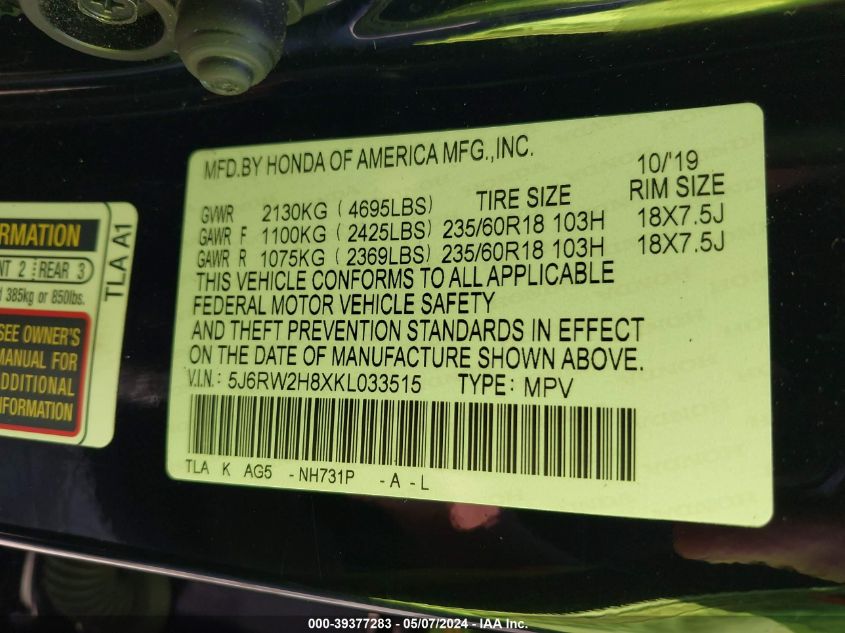 MFD.BY HONDA OF AMERICA MFG.,INC. 10/'19
TIRE SIZE RIM SIZE
GVWR 2130KG ( 4695LBS)
GAWR F 1100KG ( 2425LBS) 235/60R18 103H 18X7.5J
GAWR R 1075KG ( 2369LBS) 235/60R18 103H 18X7.5J
THIS VEHICLE CONFORMS TO ALL APPLICABLE
FEDERAL MOTOR VEHICLE SAFETY
AND THEFT PREVENTION STANDARDS IN EFFECT
ON THE DATE OF MANUFACTURE SHOWN ABOVE.
V.I.N.: 5J6RW2H8XKL033515 TYPE: MPV
TLA K AG5 -NH731P -A -L
RMATION
NT 2 REAR 3
385kg or 850lbs.
SEE OWNER'S
MANUAL FOR
ADDITIONAL
INFORMATION
TLA A1
000-39377283 - 05/07/2024 - IAA Inc.